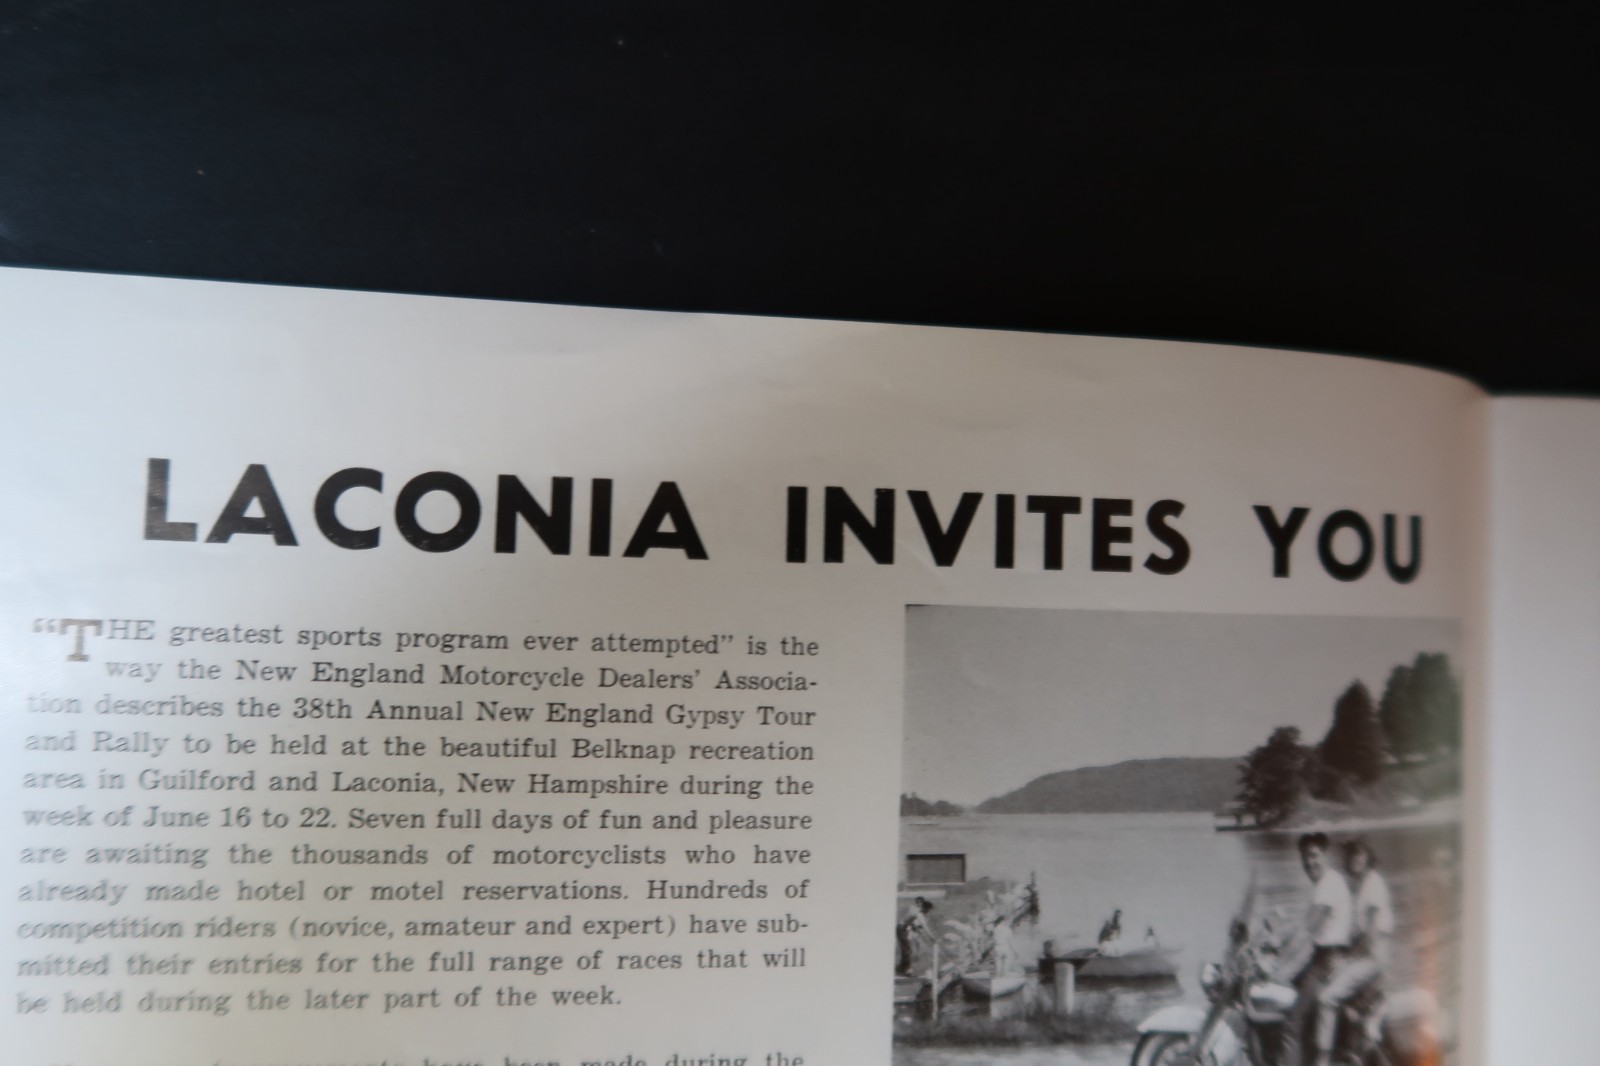 LACONIA INVITES YOU
“THE greatest sports program ever attempted” is the
way the New England Motorcycle Dealers’ Associa-
tion describes the 38th Annual New England Gypsy Tour
and Rally to be held at the beautiful Belknap recreation
area in Guilford and Laconia, New Hampshire during the
week of June 16 to 22. Seven full days of fun and pleasure
are awaiting the thousands of motorcyclists who have
already made hotel or motel reservations. Hundreds of
competition riders (novice, amateur and expert) have sub-
mitted their entries for the full range of races that will
be held during the later part of the week.
have been made during the